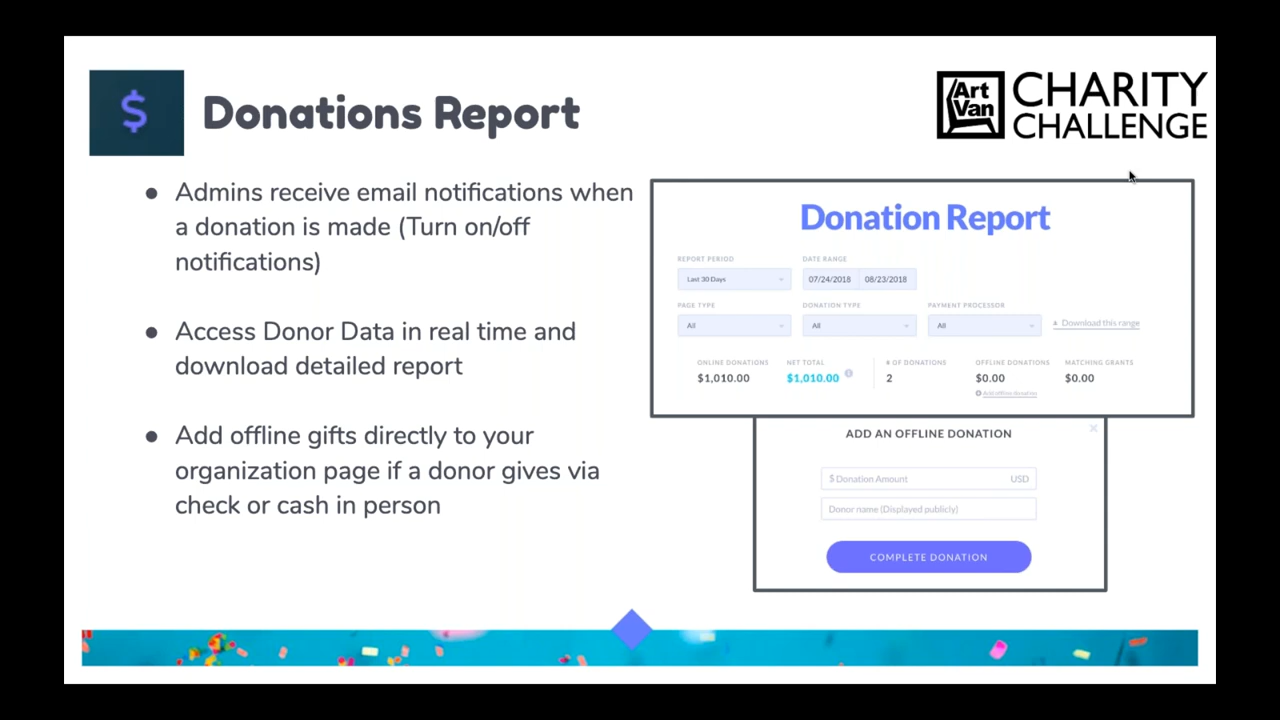 $
Donations Report
Art
Van
CHARITY
CHALLENGE
● Admins receive email notifications when
a donation is made (Turn on/off
notifications)
● Access Donor Data in real time and
download detailed report
● Add offline gifts directly to your
organization page if a donor gives via
check or cash in person
Donation Report
REPORT PERIOD DATE RANGE
Last 30 Days 07/24/2018 08/23/2018
PAGE TYPE DONATION TYPE PAYMENT PROCESSOR
All All All Download this range
ONLINE DONATIONS NET TOTAL # OF DONATIONS OFFLINE DONATIONS MATCHING GRANTS
$1,010.00 $1,010.00 2 $0.00 $0.00
Add offline donation
ADD AN OFFLINE DONATION
$ Donation Amount USD
Donor name (Displayed publicly)
COMPLETE DONATION